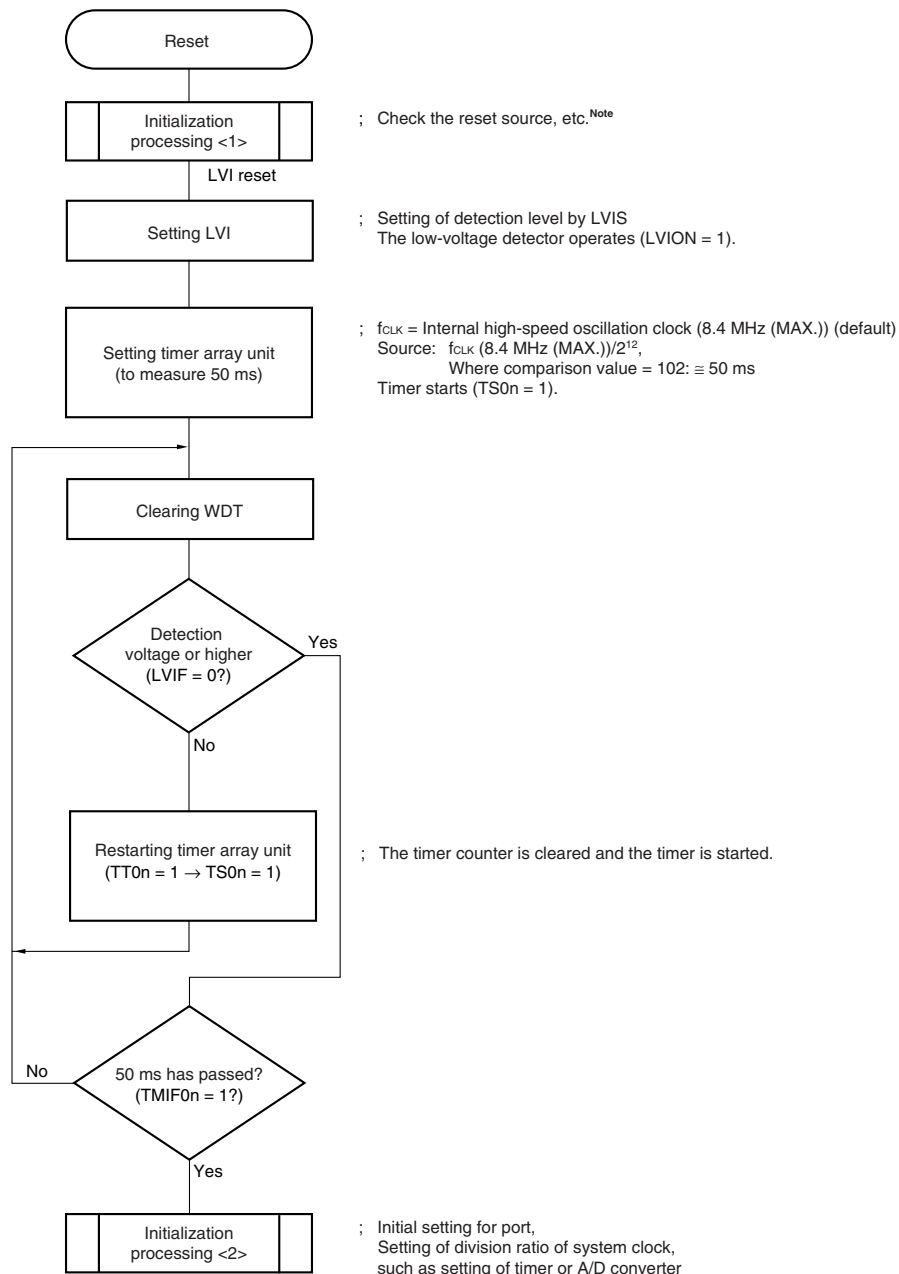 Reset
Initialization
processing <1>
; Check the reset source, etc.Note
LVI reset
Setting LVI
; Setting of detection level by LVIS
The low-voltage detector operates (LVION = 1).
Setting timer array unit
(to measure 50 ms)
; fCLK = Internal high-speed oscillation clock (8.4 MHz (MAX.)) (default)
Source: fCLK (8.4 MHz (MAX.))/2¹²,
Where comparison value = 102: ≅ 50 ms
Timer starts (TS0n = 1).
Clearing WDT
Detection
voltage or higher
(LVIF = 0?)
Yes
No
Restarting timer array unit
(TT0n = 1 → TS0n = 1)
; The timer counter is cleared and the timer is started.
No
50 ms has passed?
(TMIF0n = 1?)
Yes
Initialization
processing <2>
; Initial setting for port,
Setting of division ratio of system clock,
such as setting of timer or A/D converter